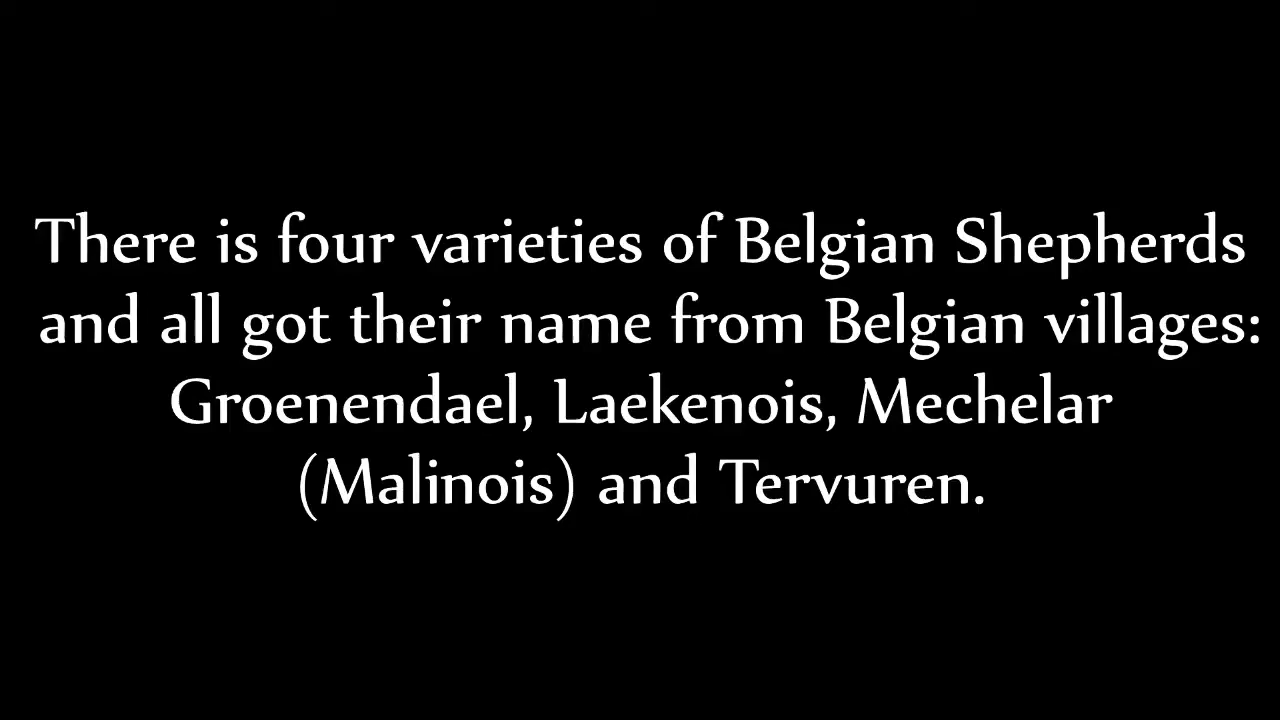 There is four varieties of Belgian Shepherds
and all got their name from Belgian villages:
Groenendael, Laekenois, Mechelar
(Malinois) and Tervuren.